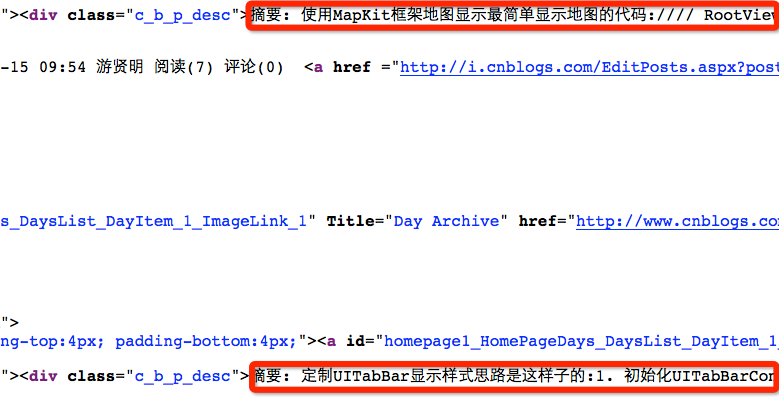 "><div class="c_b_p_desc">摘要: 使用MapKit框架地图显示最简单显示地图的代码://// RootView
-15 09:54 游贤明 阅读(7) 评论(0) <a href ="http://i.cnblogs.com/EditPosts.aspx?post
s_DaysList_DayItem_1_ImageLink_1" Title="Day Archive" href="http://www.cnblogs.co
">
ng-top:4px; padding-bottom:4px;"><a id="homepage1_HomePageDays_DaysList_DayItem_1_
"><div class="c_b_p_desc">摘要: 定制UITabBar显示样式思路是这样子的:1. 初始化UITabBarCon